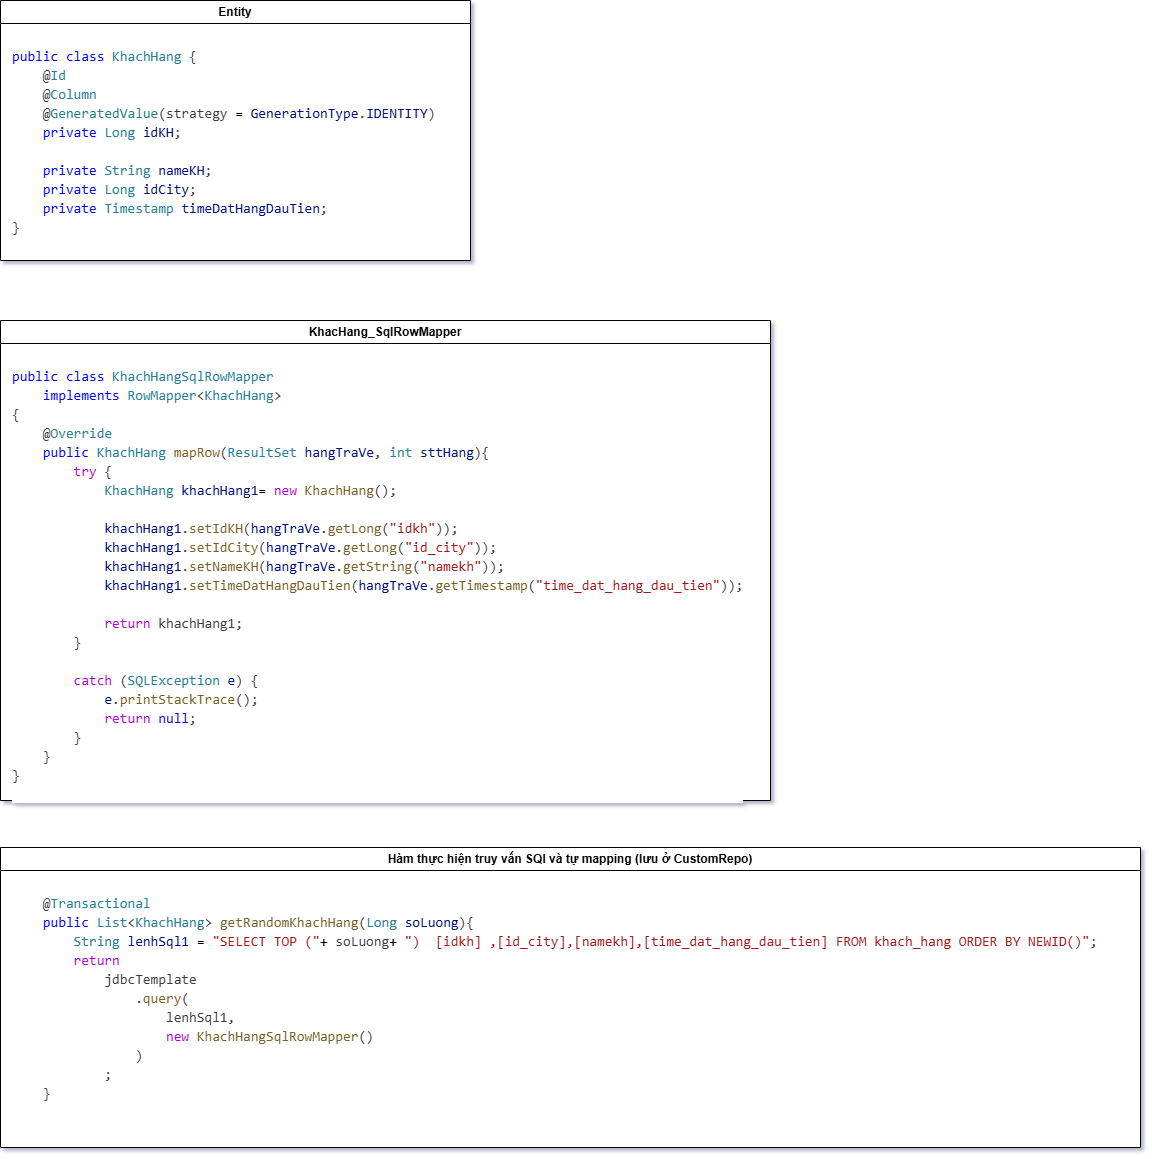 Entity
public class KhachHang {
    @Id
    @Column
    @GeneratedValue(strategy = GenerationType.IDENTITY)
    private Long idKH;
    private String nameKH;
    private Long idCity;
    private Timestamp timeDatHangDauTien;
}
KhacHang_SqlRowMapper
public class KhachHangSqlRowMapper
    implements RowMapper<KhachHang>
{
    @Override
    public KhachHang mapRow(ResultSet hangTraVe, int sttHang){
        try {
            KhachHang khachHang1= new KhachHang();
            khachHang1.setIdKH(hangTraVe.getLong("idkh"));
            khachHang1.setIdCity(hangTraVe.getLong("id_city"));
            khachHang1.setNameKH(hangTraVe.getString("namekh"));
            khachHang1.setTimeDatHangDauTien(hangTraVe.getTimestamp("time_dat_hang_dau_tien"));
            return khachHang1;
        }
        catch (SQLException e) {
            e.printStackTrace();
            return null;
        }
    }
}
Hàm thực hiện truy vấn SQl và tự mapping (lưu ở CustomRepo)
    @Transactional
    public List<KhachHang> getRandomKhachHang(Long soLuong){
        String lenhSql1 = "SELECT TOP ("+ soLuong+ ")  [idkh] ,[id_city],[namekh],[time_dat_hang_dau_tien] FROM khach_hang ORDER BY NEWID()";
        return
            jdbcTemplate
                .query(
                    lenhSql1,
                    new KhachHangSqlRowMapper()
                )
            ;
    }